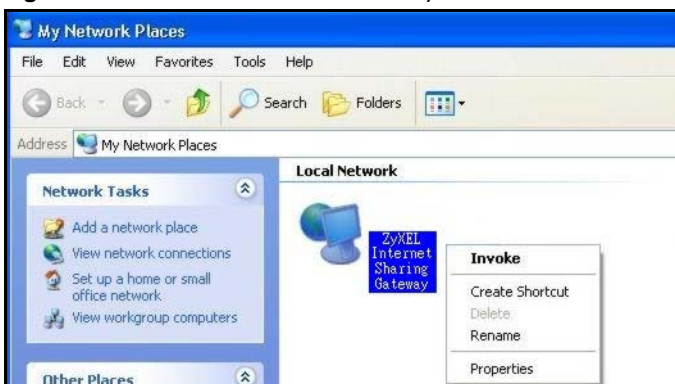 My Network Places
File Edit View Favorites Tools Help
Back Search Folders
Address My Network Places
Network Tasks
Add a network place
View network connections
Set up a home or small
office network
View workgroup computers
Other Places
Local Network
ZyXEL
Internet
Sharing
Gateway
Invoke
Create Shortcut
Delete
Rename
Properties